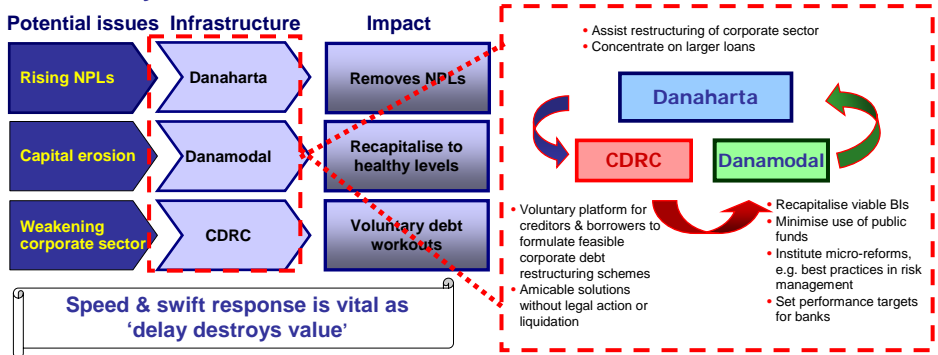 Potential issues
Infrastructure
Impact
Rising NPLs
Danaharta
Removes NPLs
Capital erosion
Danamodal
Recapitalise to
healthy levels
Weakening
corporate sector
CDRC
Voluntary debt
workouts
Speed & swift response is vital as
‘delay destroys value’
• Assist restructuring of corporate sector
• Concentrate on larger loans
Danaharta
CDRC
Danamodal
• Voluntary platform for
creditors & borrowers to
formulate feasible
corporate debt
restructuring schemes
• Amicable solutions
without legal action or
liquidation
• Recapitalise viable BIs
• Minimise use of public
funds
• Institute micro-reforms,
e.g. best practices in risk
management
• Set performance targets
for banks